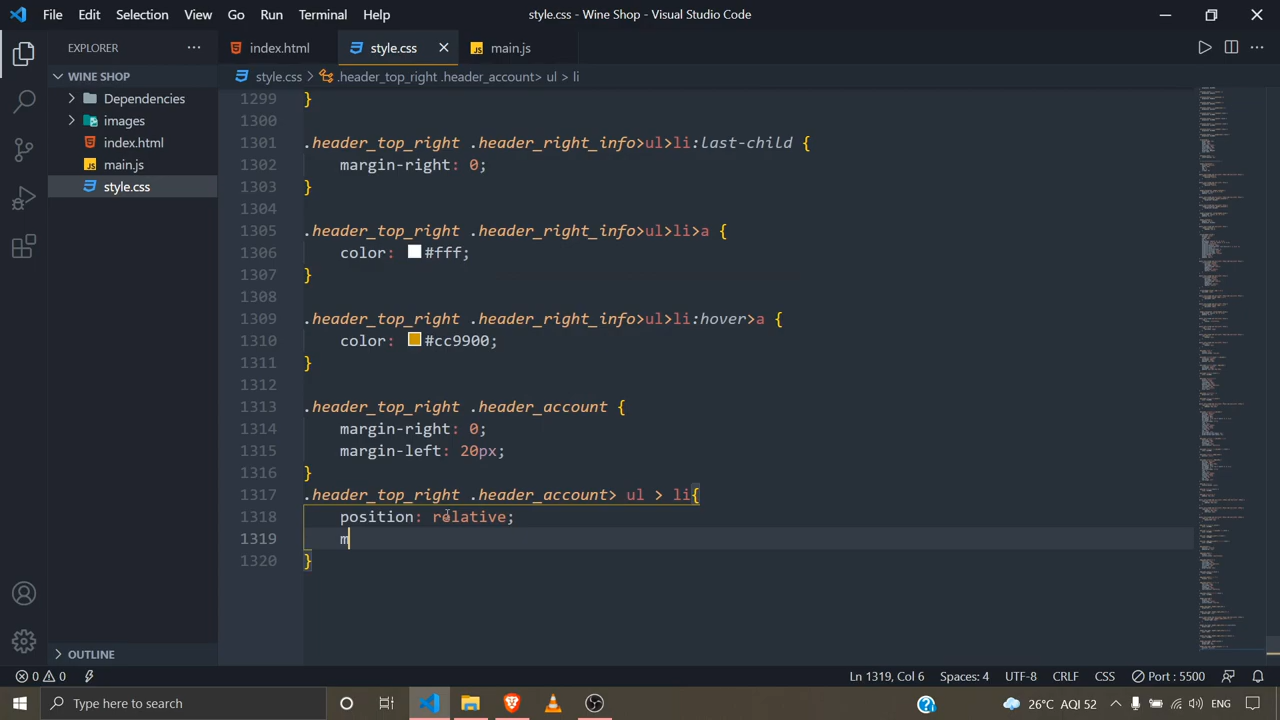 File Edit Selection View Go Run Terminal Help
style.css - Wine Shop - Visual Studio Code
EXPLORER
index.html
style.css
main.js
WINE SHOP
style.css > .header_top_right .header_account> ul > li
Dependencies
images
index.html
main.js
style.css
1299 }
1300
1301 .header_top_right .header_right_info>ul>li:last-child {
1302 margin-right: 0;
1303 }
1304
1305 .header_top_right .header_right_info>ul>li>a {
1306 color: #fff;
1307 }
1308
1309 .header_top_right .header_right_info>ul>li:hover>a {
1310 color: #cc9900;
1311 }
1312
1313 .header_top_right .header_account {
1314 margin-right: 0;
1315 margin-left: 20px;
1316 }
1317 .header_top_right .header_account> ul > li{
1318 position: relative;
1319 m
1320 }
OUTLINE
0 0 Ln 1319, Col 6 Spaces: 4 UTF-8 CRLF CSS Port : 5500
Type here to search
26°C AQI 52 ENG